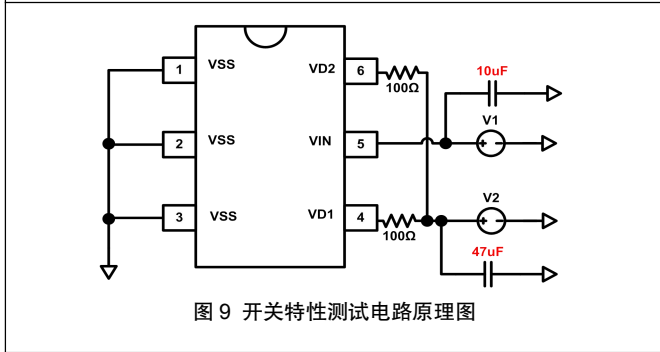 10uF
1 VSS VD2 6
100Ω
V1
2 VSS VIN 5
V2
3 VSS VD1 4
100Ω
47uF
图 9 开关特性测试电路原理图